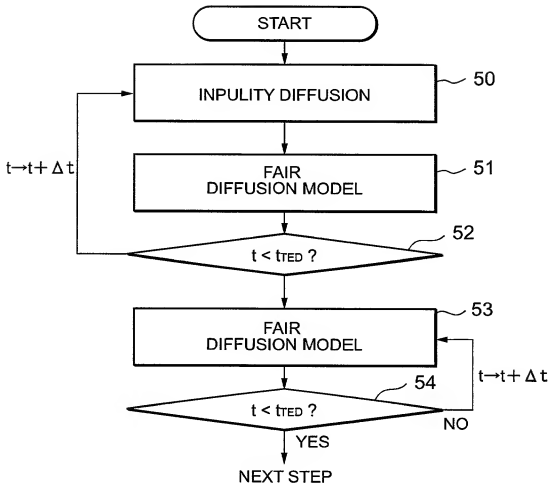 START
INPULITY DIFFUSION
50
t→t+Δt
FAIR
DIFFUSION MODEL
51
t < tTED ?
52
FAIR
DIFFUSION MODEL
53
t→t+Δt
t < tTED ?
54
NO
YES
NEXT STEP